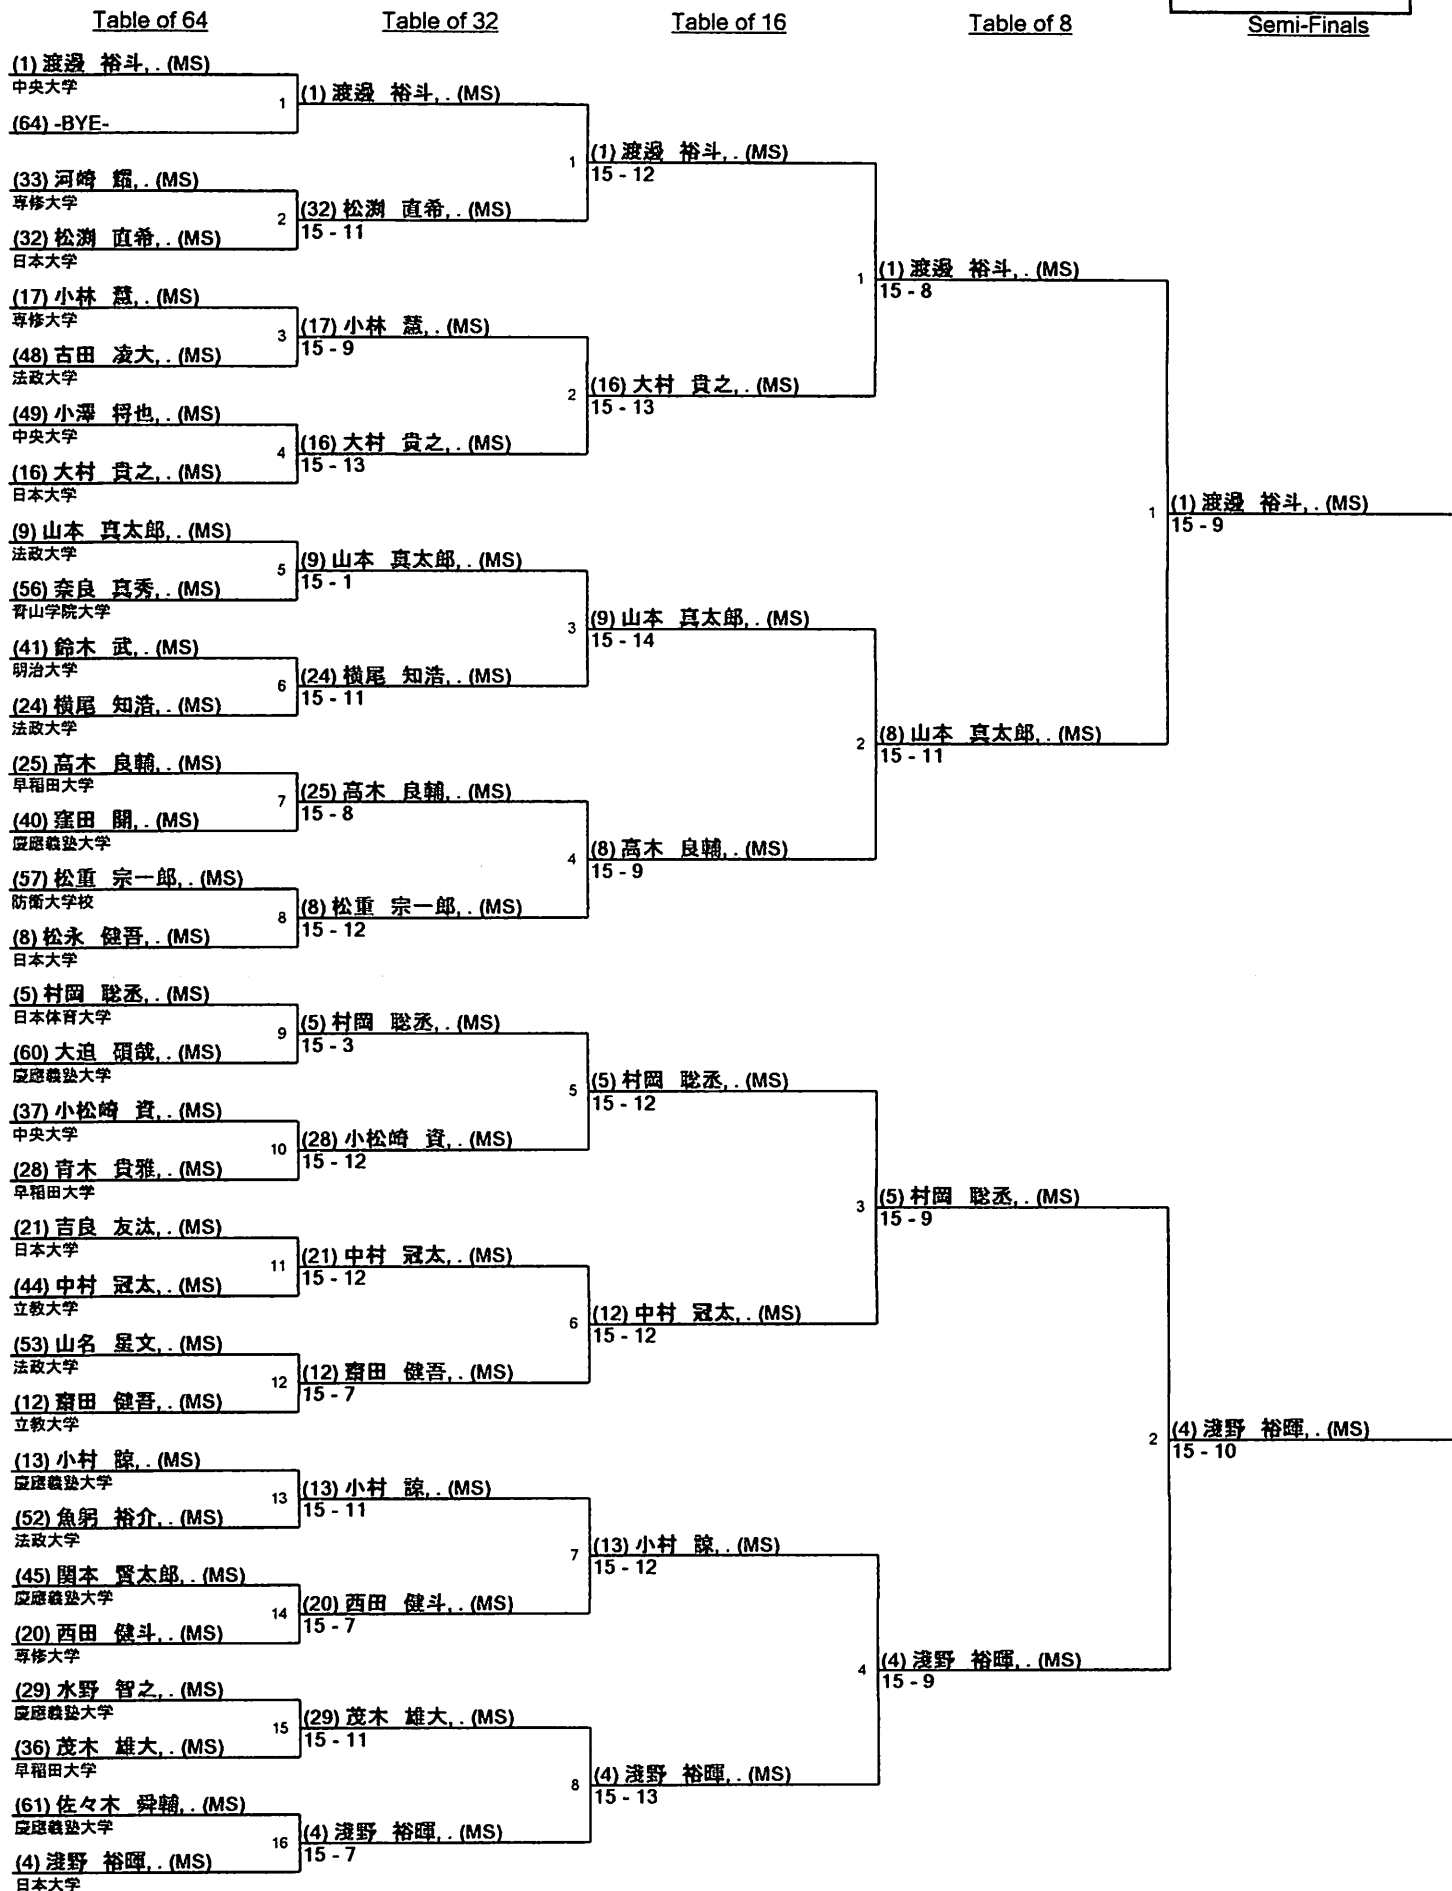 Table of 64
Table of 32
Table of 16
Table of 8
Semi-Finals
(1) 渡邉 裕斗, . (MS)
中央大学
(64) -BYE-
(33) 河崎 鎧, . (MS)
専修大学
(32) 松渕 直希, . (MS)
日本大学
(17) 小林 慧, . (MS)
専修大学
(48) 古田 凌大, . (MS)
法政大学
(49) 小澤 将也, . (MS)
中央大学
(16) 大村 貴之, . (MS)
日本大学
(9) 山本 真太郎, . (MS)
法政大学
(56) 奈良 真秀, . (MS)
青山学院大学
(41) 鈴木 武, . (MS)
明治大学
(24) 横尾 知浩, . (MS)
法政大学
(25) 高木 良輔, . (MS)
早稲田大学
(40) 窪田 開, . (MS)
慶應義塾大学
(57) 松重 宗一郎, . (MS)
防衛大学校
(8) 松永 健吾, . (MS)
日本大学
(5) 村岡 聡丞, . (MS)
日本体育大学
(60) 大迫 碩哉, . (MS)
慶應義塾大学
(37) 小松崎 資, . (MS)
中央大学
(28) 青木 貴雅, . (MS)
早稲田大学
(21) 吉良 友汰, . (MS)
日本大学
(44) 中村 冠太, . (MS)
立教大学
(53) 山名 星文, . (MS)
法政大学
(12) 齋田 健吾, . (MS)
立教大学
(13) 小村 諒, . (MS)
慶應義塾大学
(52) 魚躬 裕介, . (MS)
法政大学
(45) 関本 賢太郎, . (MS)
慶應義塾大学
(20) 西田 健斗, . (MS)
専修大学
(29) 水野 智之, . (MS)
慶應義塾大学
(36) 茂木 雄大, . (MS)
早稲田大学
(61) 佐々木 舜輔, . (MS)
慶應義塾大学
(4) 淺野 裕暉, . (MS)
日本大学
1
(1) 渡邉 裕斗, . (MS)
2
(32) 松渕 直希, . (MS)
15 - 11
3
(17) 小林 慧, . (MS)
15 - 9
4
(16) 大村 貴之, . (MS)
15 - 13
5
(9) 山本 真太郎, . (MS)
15 - 1
6
(24) 横尾 知浩, . (MS)
15 - 11
7
(25) 高木 良輔, . (MS)
15 - 8
8
(8) 松重 宗一郎, . (MS)
15 - 12
9
(5) 村岡 聡丞, . (MS)
15 - 3
10
(28) 小松崎 資, . (MS)
15 - 12
11
(21) 中村 冠太, . (MS)
15 - 12
12
(12) 齋田 健吾, . (MS)
15 - 7
13
(13) 小村 諒, . (MS)
15 - 11
14
(20) 西田 健斗, . (MS)
15 - 7
15
(29) 茂木 雄大, . (MS)
15 - 11
16
(4) 淺野 裕暉, . (MS)
15 - 7
1
(1) 渡邉 裕斗, . (MS)
15 - 12
2
(16) 大村 貴之, . (MS)
15 - 13
3
(9) 山本 真太郎, . (MS)
15 - 14
4
(8) 高木 良輔, . (MS)
15 - 9
5
(5) 村岡 聡丞, . (MS)
15 - 12
6
(12) 中村 冠太, . (MS)
15 - 12
7
(13) 小村 諒, . (MS)
15 - 12
8
(4) 淺野 裕暉, . (MS)
15 - 13
1
(1) 渡邉 裕斗, . (MS)
15 - 8
2
(8) 山本 真太郎, . (MS)
15 - 11
3
(5) 村岡 聡丞, . (MS)
15 - 9
4
(4) 淺野 裕暉, . (MS)
15 - 9
1
(1) 渡邉 裕斗, . (MS)
15 - 9
2
(4) 淺野 裕暉, . (MS)
15 - 10